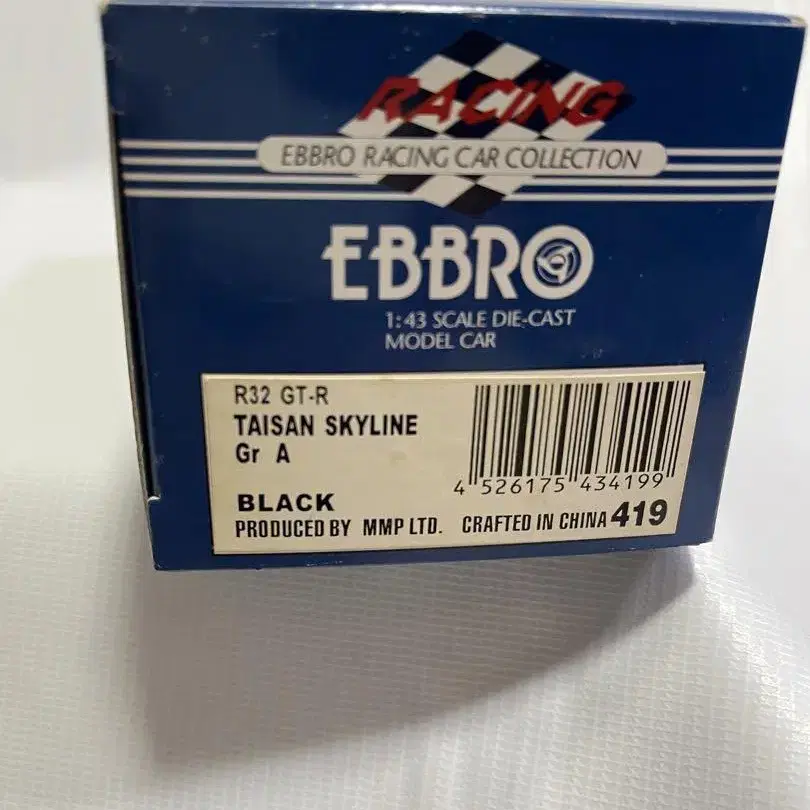 RACING
EBBRO RACING CAR COLLECTION
EBBRO
1:43 SCALE DIE-CAST
MODEL CAR
R32 GT-R
TAISAN SKYLINE
Gr A
4 526175 434199
BLACK
PRODUCED BY MMP LTD. CRAFTED IN CHINA 419